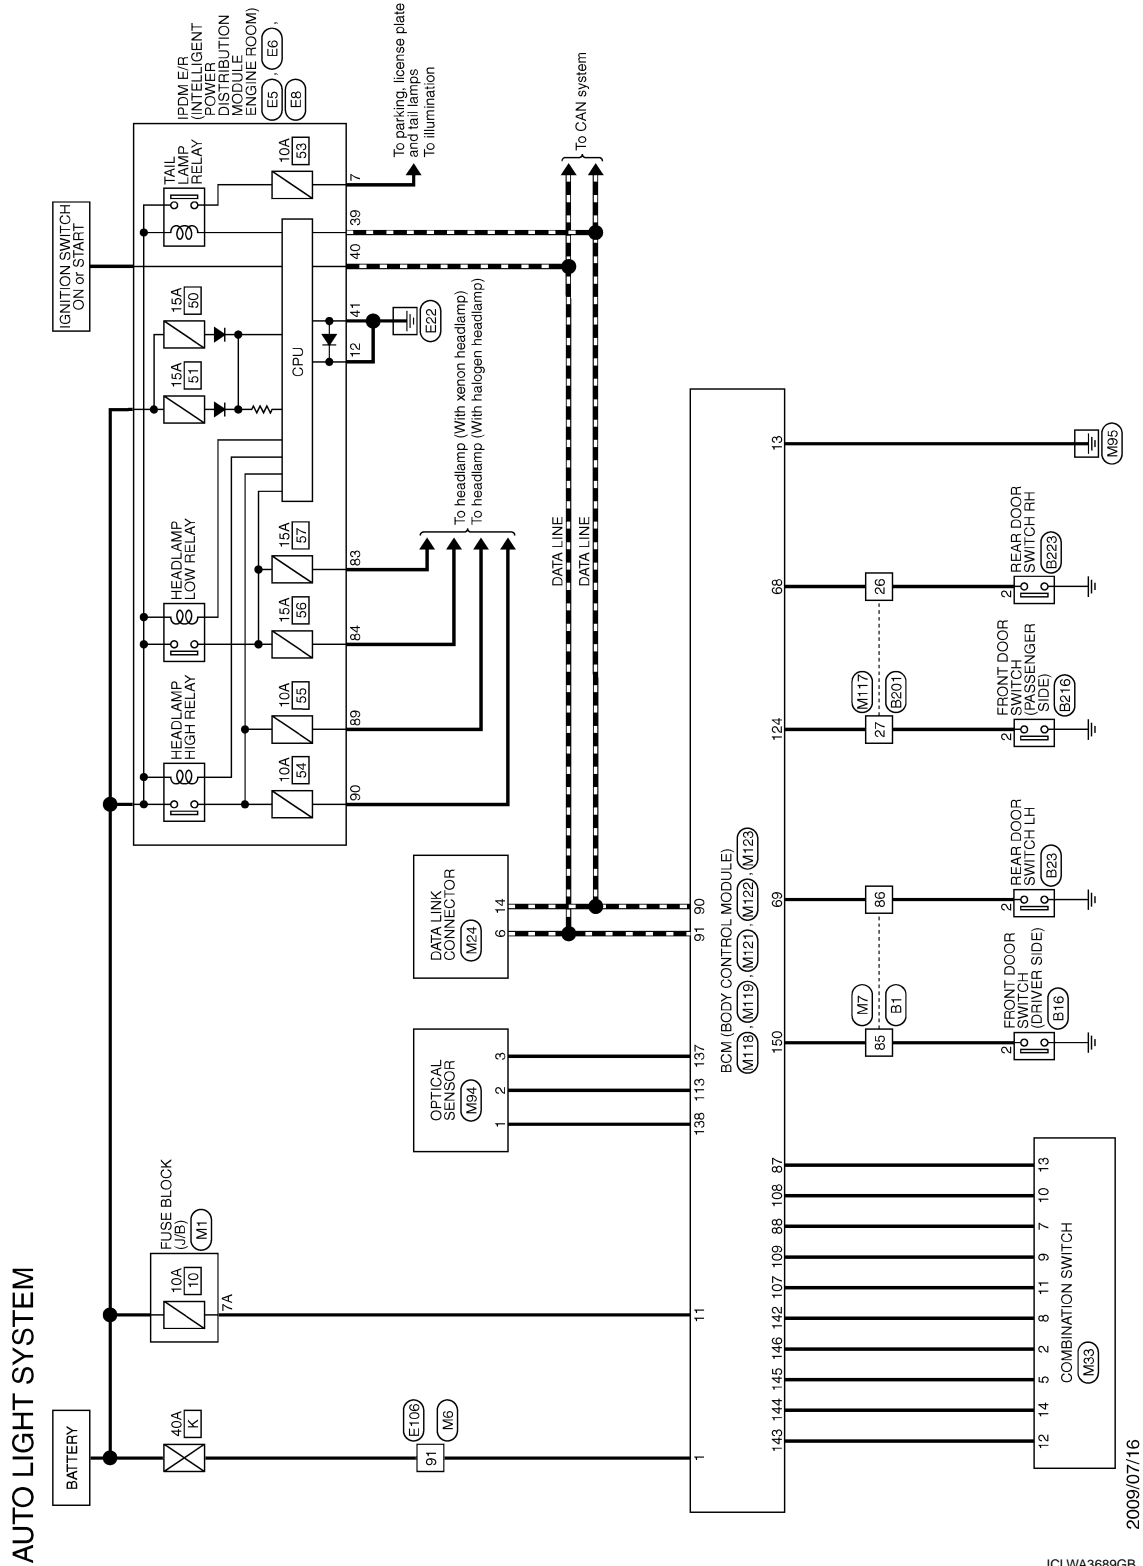 AUTO LIGHT SYSTEM
BATTERY
40A
K
E106
91
M6
1
FUSE BLOCK
(J/B)
M1
10A
10
7A
11
IGNITION SWITCH
ON or START
IPDM E/R
(INTELLIGENT
POWER
DISTRIBUTION
MODULE
ENGINE ROOM)
E5 , E6 ,
E8
HEADLAMP
HIGH RELAY
HEADLAMP
LOW RELAY
15A
51
15A
50
TAIL
LAMP
RELAY
CPU
10A
54
10A
55
15A
56
15A
57
10A
53
90
89
84
83
12
41
40
39
7
E22
To parking, license plate
and tail lamps
To illumination
To headlamp (With xenon headlamp)
To headlamp (With halogen headlamp)
To CAN system
DATA LINE
DATA LINE
OPTICAL
SENSOR
M94
1
2
3
138
113
137
DATA LINK
CONNECTOR
M24
6
14
91
90
BCM (BODY CONTROL MODULE)
M118 , M119 , M121 , M122 , M123
143
144
145
146
142
107
109
88
108
87
12
14
5
2
8
11
9
7
10
13
COMBINATION SWITCH
M33
150
69
124
68
13
M7
B1
85
86
M117
B201
27
26
2
FRONT DOOR
SWITCH
(DRIVER SIDE)
B16
2
REAR DOOR
SWITCH LH
B23
2
FRONT DOOR
SWITCH
(PASSENGER
SIDE)
B216
2
REAR DOOR
SWITCH RH
B223
M95
2009/07/16
JCLWA3689GB